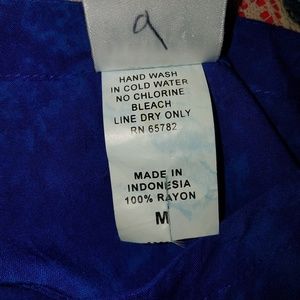 9
HAND WASH
IN COLD WATER
NO CHLORINE
BLEACH
LINE DRY ONLY
RN 65782
MADE IN
INDONESIA
100% RAYON
M